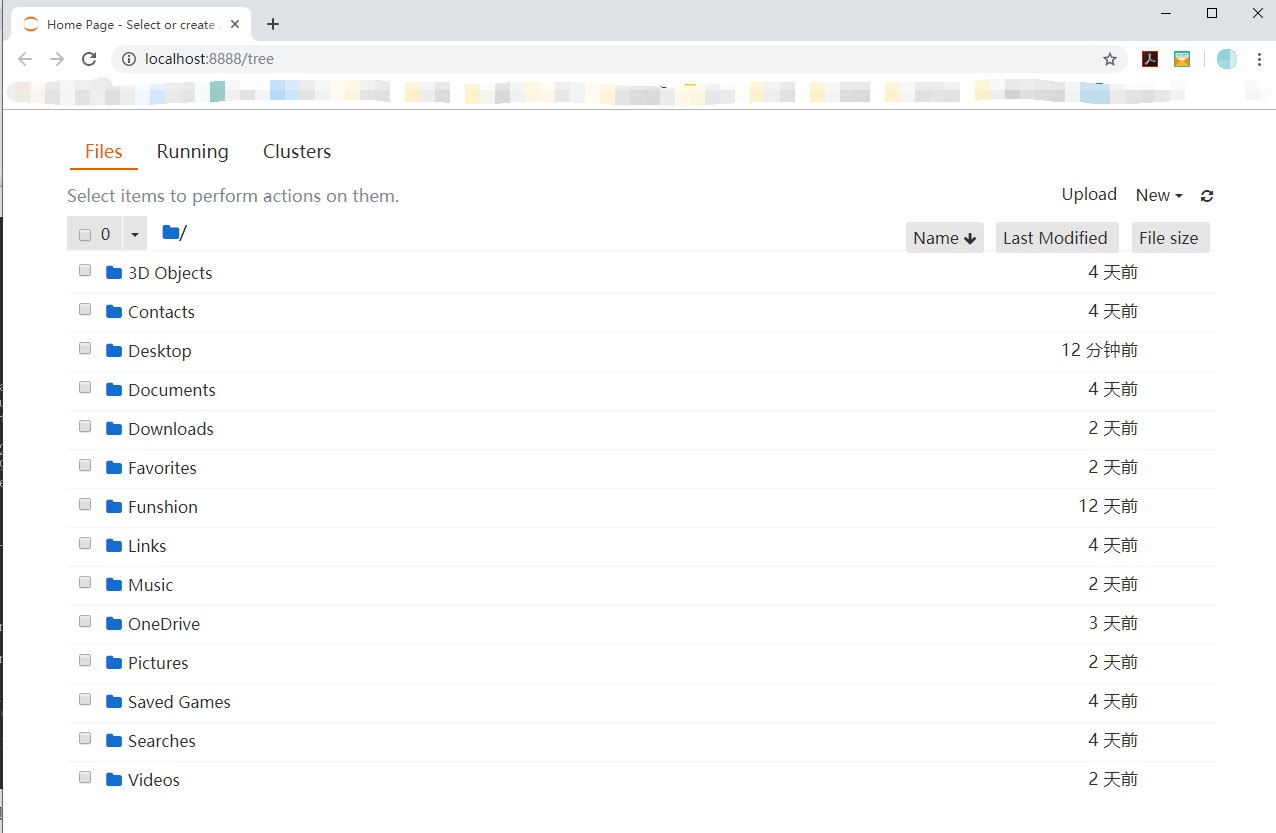 Home Page - Select or create
localhost:8888/tree
Files Running Clusters
Select items to perform actions on them.
Upload New
0 / Name Last Modified File size
3D Objects 4 天前
Contacts 4 天前
Desktop 12 分钟前
Documents 4 天前
Downloads 2 天前
Favorites 2 天前
Funshion 12 天前
Links 4 天前
Music 2 天前
OneDrive 3 天前
Pictures 2 天前
Saved Games 4 天前
Searches 4 天前
Videos 2 天前